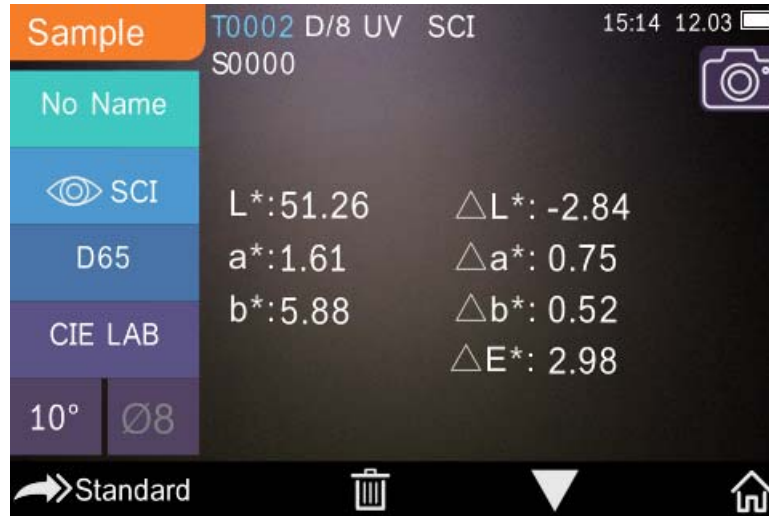 Sample
T0002 D/8 UV SCI
15:14 12.03
S0000
No Name
SCI
D65
CIE LAB
10°
Ø8
L*:51.26
a*:1.61
b*:5.88
△L*: -2.84
△a*: 0.75
△b*: 0.52
△E*: 2.98
Standard